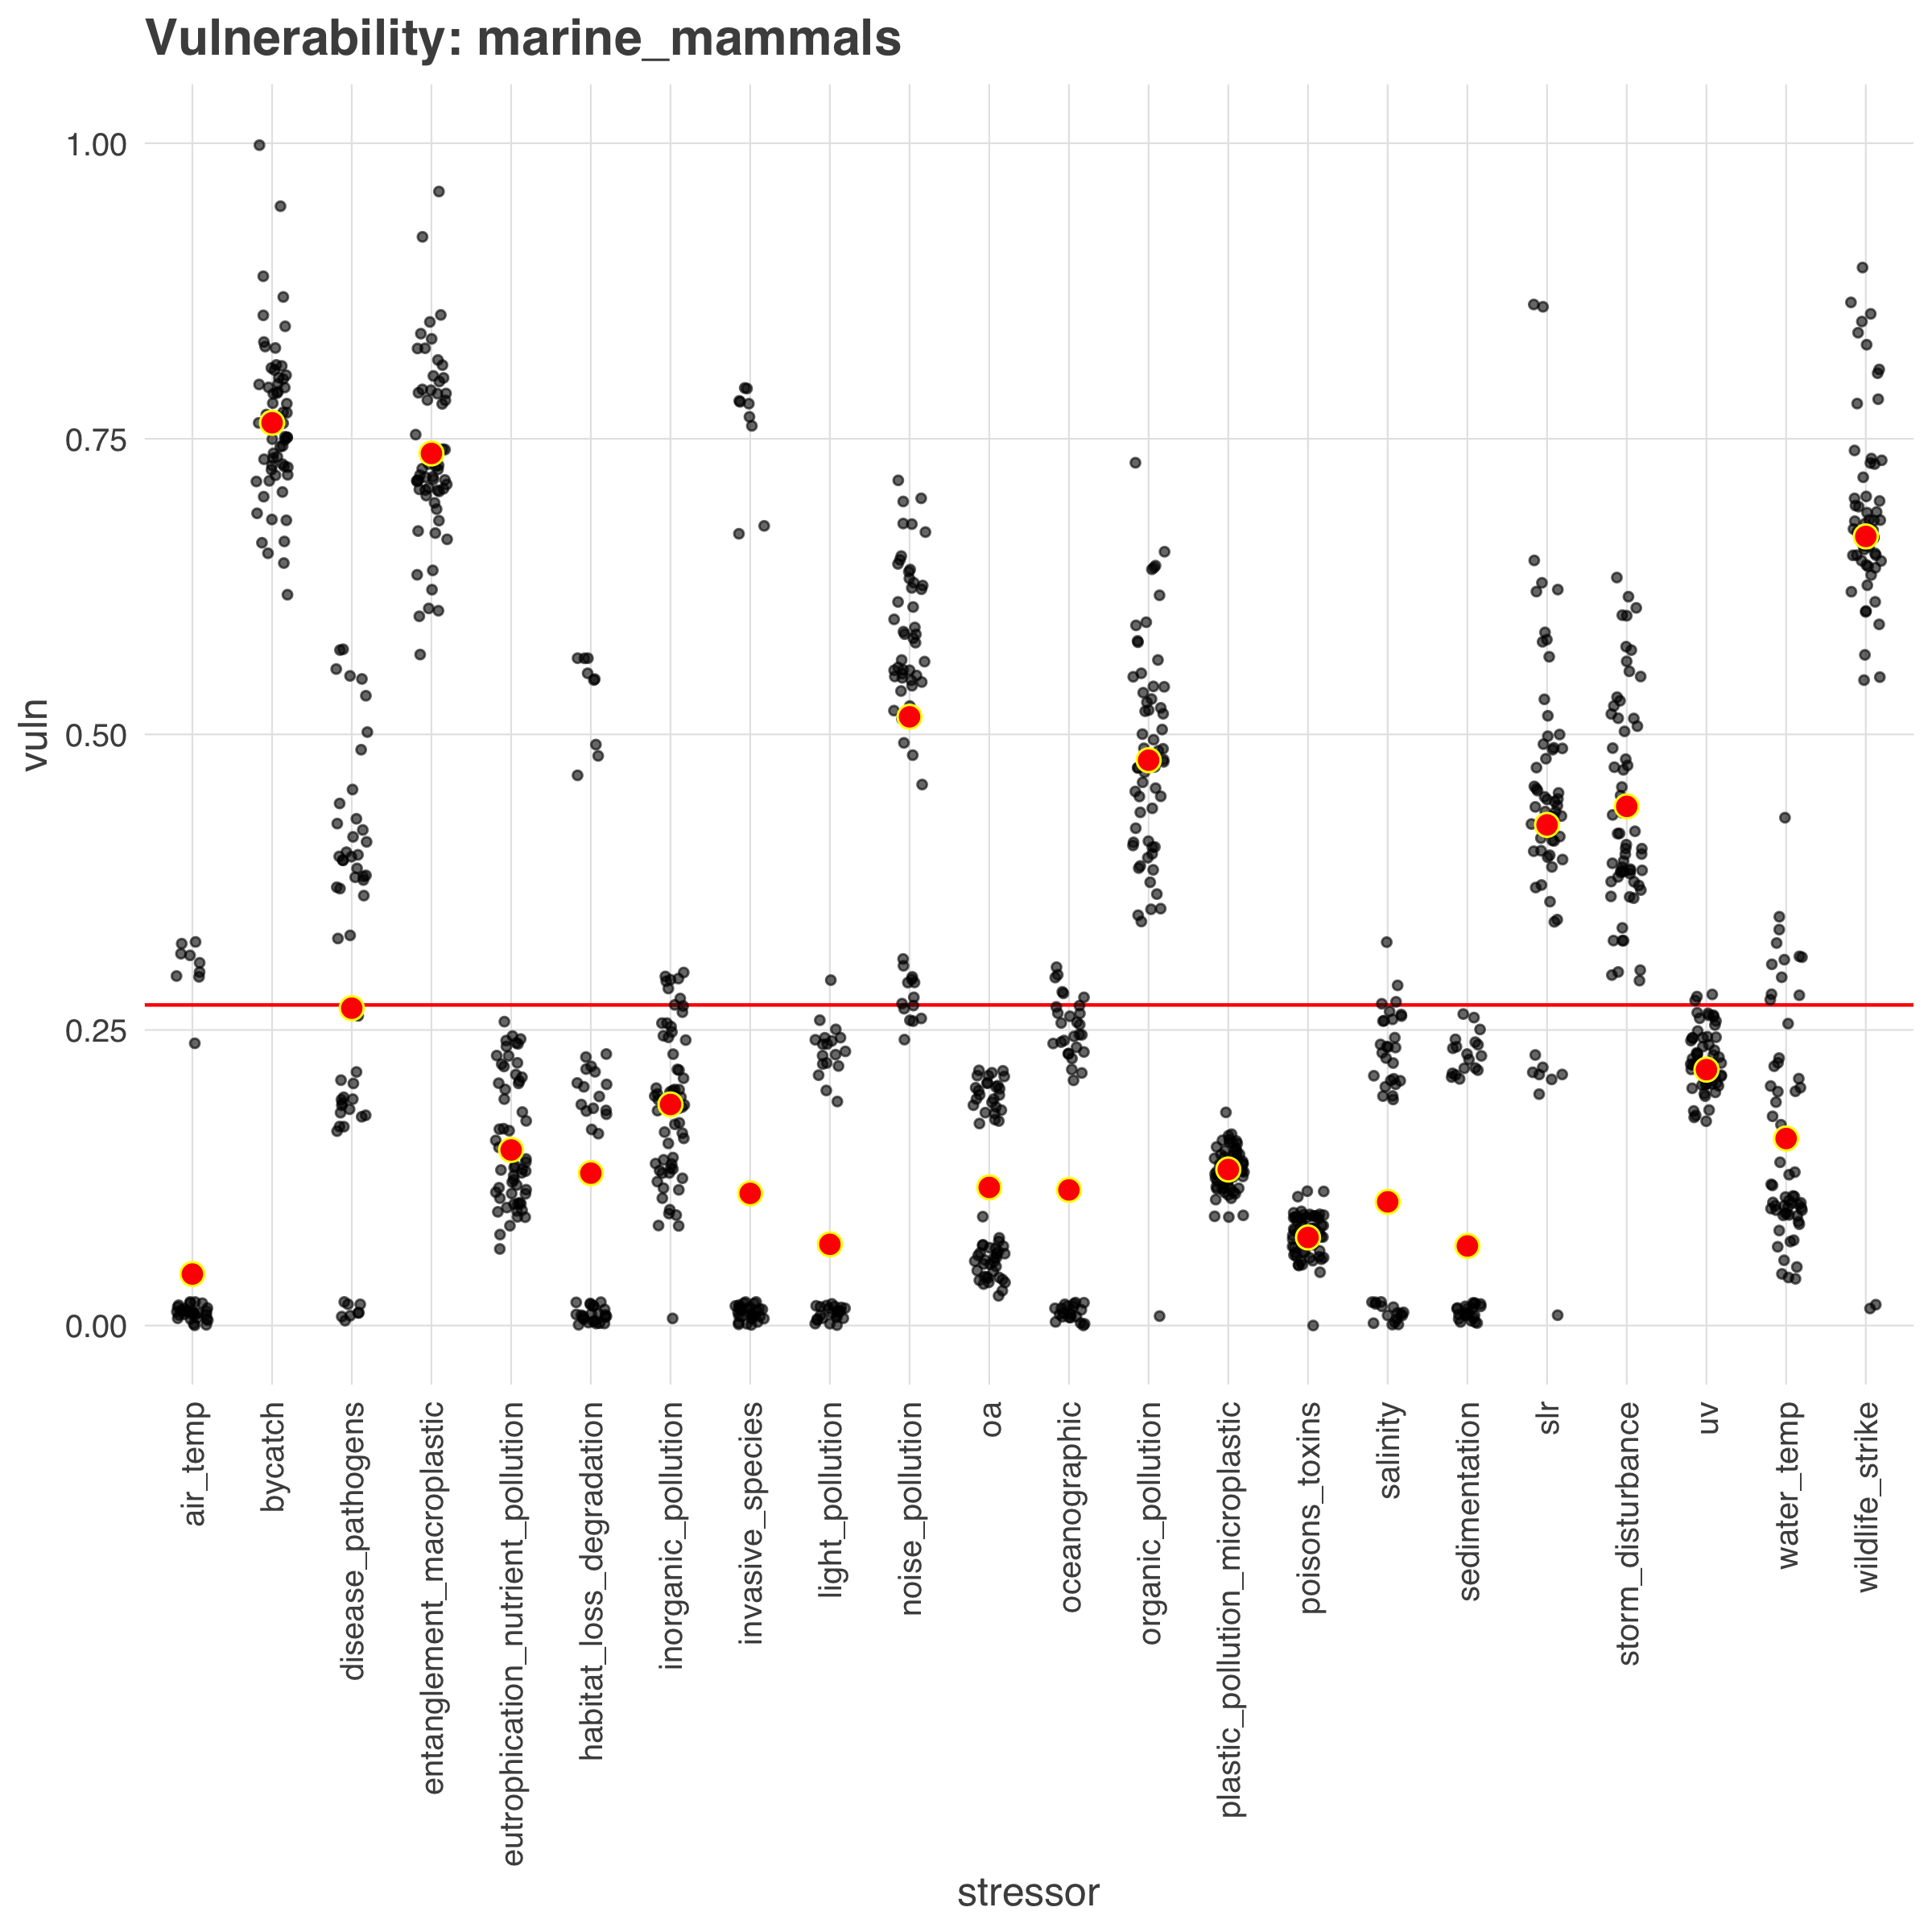 Vulnerability: marine_mammals
vuln
1.00
0.75
0.50
0.25
0.00
air_temp
bycatch
disease_pathogens
entanglement_macroplastic
eutrophication_nutrient_pollution
habitat_loss_degradation
inorganic_pollution
invasive_species
light_pollution
noise_pollution
oa
oceanographic
organic_pollution
plastic_pollution_microplastic
poisons_toxins
salinity
sedimentation
slr
storm_disturbance
uv
water_temp
wildlife_strike
stressor